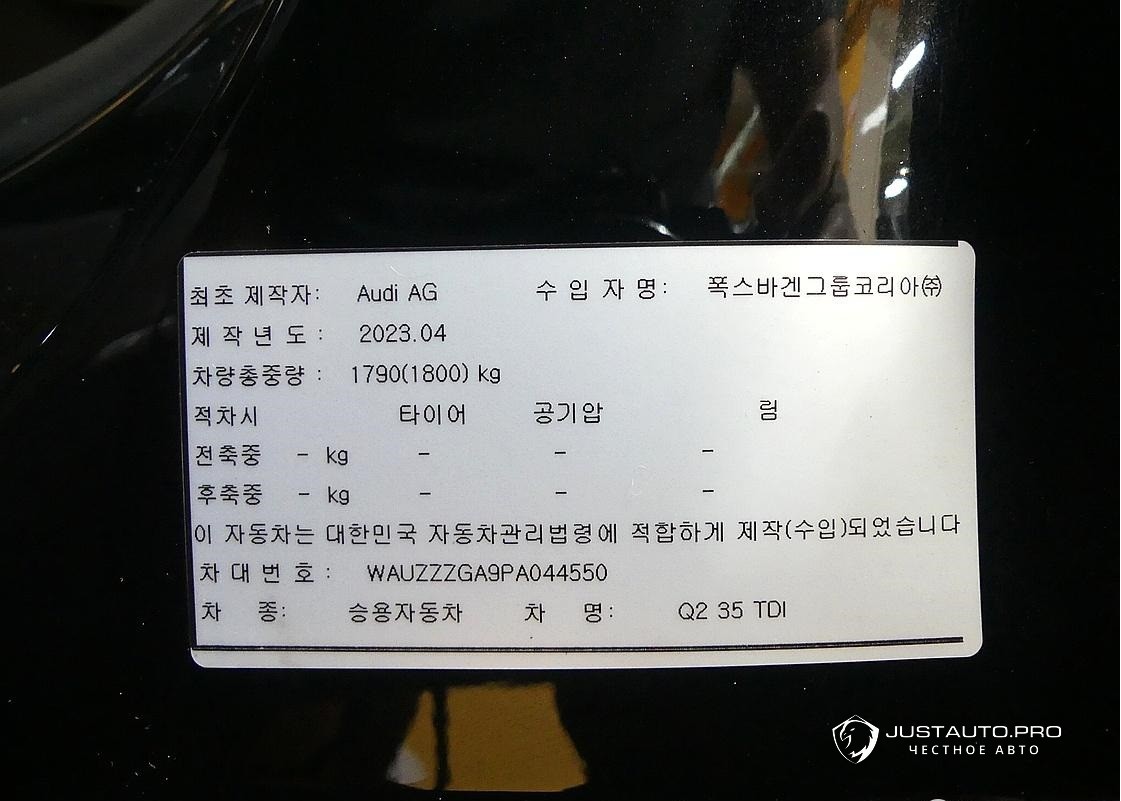 최초 제작자: Audi AG 수 입 자 명: 폭스바겐그룹코리아㈜
제 작 년 도 : 2023.04
차량총중량 : 1790(1800) kg
적차시 타이어 공기압 림
전축중 - kg - - -
후축중 - kg - - -
이 자동차는 대한민국 자동차관리법령에 적합하게 제작(수입)되었습니다
차 대 번 호 : WAUZZZGA9PA044550
차 종: 승용자동차 차 명: Q2 35 TDI
JUSTAUTO.PRO
ЧЕСТНОЕ АВТО